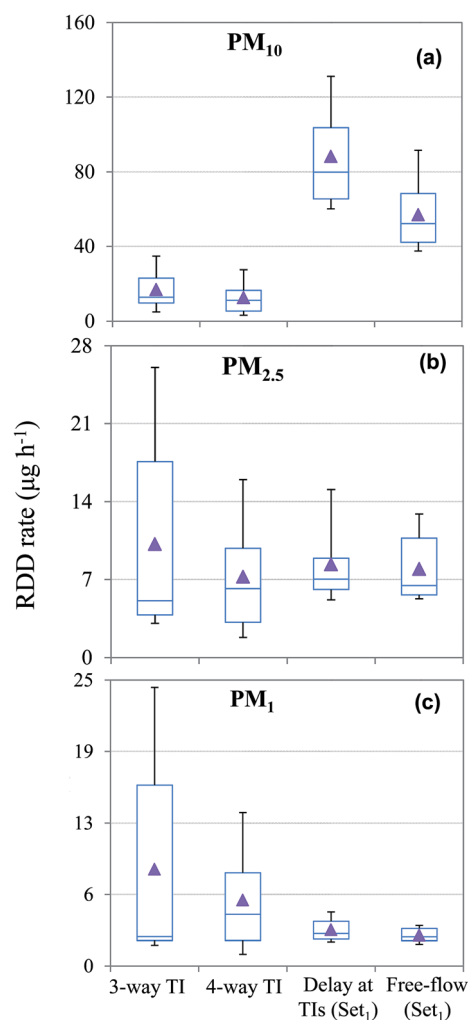 160
PM₁₀
(a)
120
80
40
0
28
PM₂.₅
(b)
21
14
7
0
RDD rate (µg h⁻¹)
25
PM₁
(c)
19
13
6
0
3-way TI 4-way TI Delay at TIs (Set₁) Free-flow (Set₁)